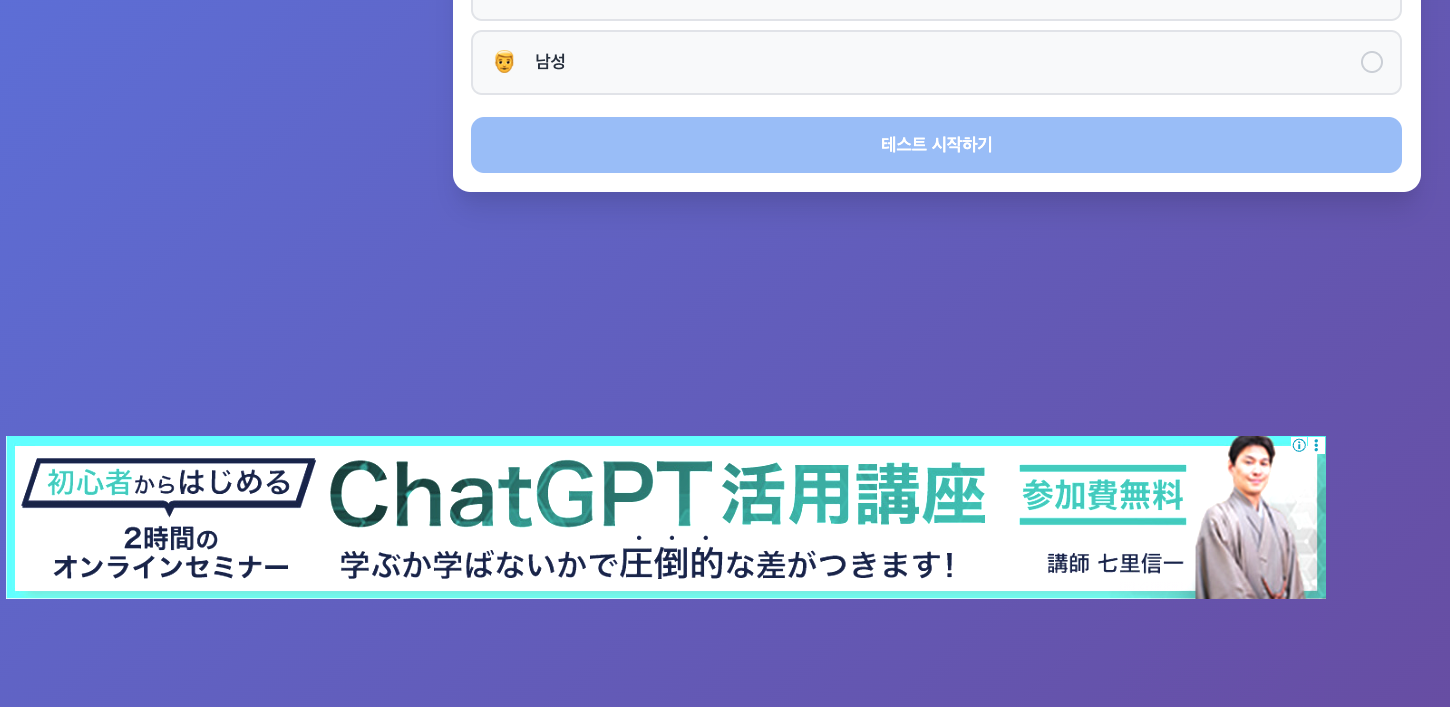 남성
테스트 시작하기
初心者からはじめる
2時間の
オンラインセミナー
ChatGPT活用講座
学ぶか学ばないかで圧倒的な差がつきます!
参加費無料
講師 七里信一